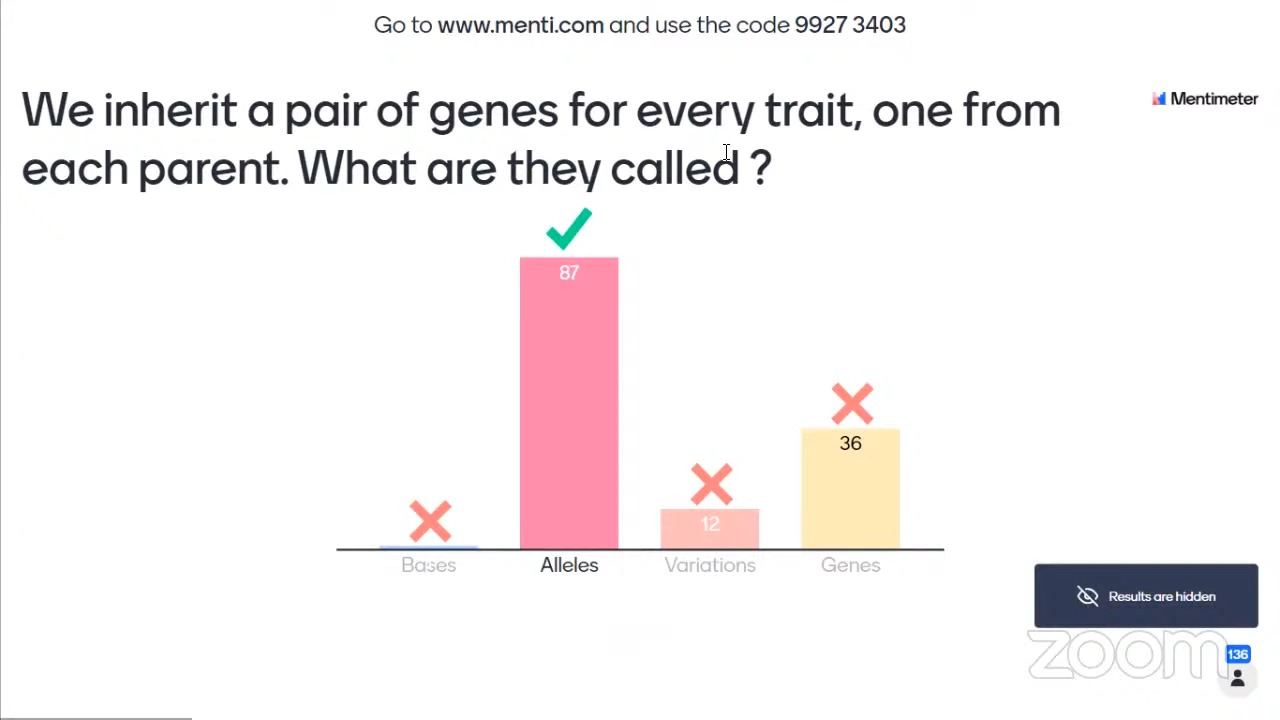 Go to www.menti.com and use the code 9927 3403
We inherit a pair of genes for every trait, one from
each parent. What are they called ?
Mentimeter
87
36
12
Bases
Alleles
Variations
Genes
Results are hidden
zoom
136